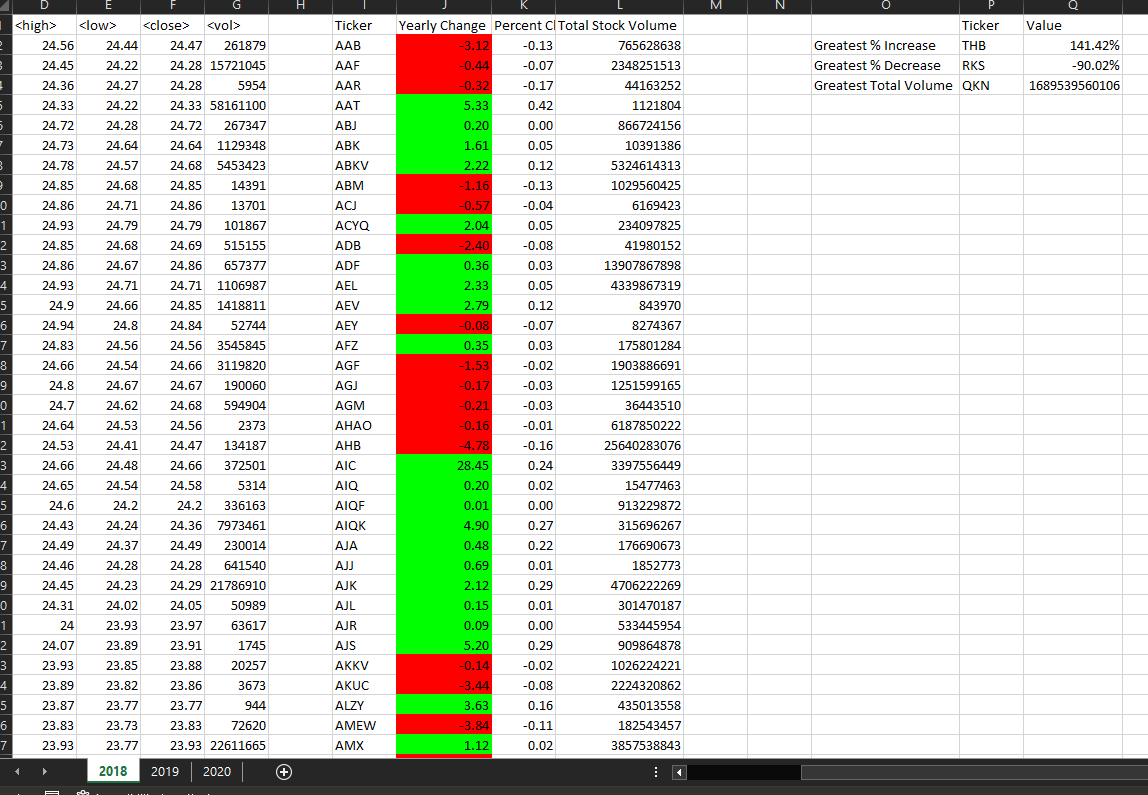 D E F G H I J K L M N O P Q
<high> <low> <close> <vol> Ticker Yearly Change Percent Cl Total Stock Volume Ticker Value
24.56 24.44 24.47 261879 AAB -3.12 -0.13 765628638 Greatest % Increase THB 141.42%
24.45 24.22 24.28 15721045 AAF -0.44 -0.07 2348251513 Greatest % Decrease RKS -90.02%
24.36 24.27 24.28 5954 AAR -0.32 -0.17 44163252 Greatest Total Volume QKN 1689539560106
24.33 24.22 24.33 58161100 AAT 5.33 0.42 1121804
24.72 24.28 24.72 267347 ABJ 0.20 0.00 866724156
24.73 24.64 24.64 1129348 ABK 1.61 0.05 10391386
24.78 24.57 24.68 5453423 ABKV 2.22 0.12 5324614313
24.85 24.68 24.85 14391 ABM -1.16 -0.13 1029560425
24.86 24.71 24.86 13701 ACJ -0.57 -0.04 6169423
24.93 24.79 24.79 101867 ACYQ 2.04 0.05 234097825
24.85 24.68 24.69 515155 ADB -2.40 -0.08 41980152
24.86 24.67 24.86 657377 ADF 0.36 0.03 13907867898
24.93 24.71 24.71 1106987 AEL 2.33 0.05 4339867319
24.9 24.66 24.85 1418811 AEV 2.79 0.12 843970
24.94 24.8 24.84 52744 AEY -0.08 -0.07 8274367
24.83 24.56 24.56 3545845 AFZ 0.35 0.03 175801284
24.66 24.54 24.66 3119820 AGF -1.53 -0.02 1903886691
24.8 24.67 24.67 190060 AGJ -0.17 -0.03 1251599165
24.7 24.62 24.68 594904 AGM -0.21 -0.03 36443510
24.64 24.53 24.56 2373 AHAO -0.16 -0.01 6187850222
24.53 24.41 24.47 134187 AHB -4.78 -0.16 25640283076
24.66 24.48 24.66 372501 AIC 28.45 0.24 3397556449
24.65 24.54 24.58 5314 AIQ 0.20 0.02 15477463
24.6 24.2 24.2 336163 AIQF 0.01 0.00 913229872
24.43 24.24 24.36 7973461 AIQK 4.90 0.27 315696267
24.49 24.37 24.49 230014 AJA 0.48 0.22 176690673
24.46 24.28 24.28 641540 AJJ 0.69 0.01 1852773
24.45 24.23 24.29 21786910 AJK 2.12 0.29 4706222269
24.31 24.02 24.05 50989 AJL 0.15 0.01 301470187
24 23.93 23.97 63617 AJR 0.09 0.00 533445954
24.07 23.89 23.91 1745 AJS 5.20 0.29 909864878
23.93 23.85 23.88 20257 AKKV -0.14 -0.02 1026224221
23.89 23.82 23.86 3673 AKUC -3.44 -0.08 2224320862
23.87 23.77 23.77 944 ALZY 3.63 0.16 435013558
23.83 23.73 23.83 72620 AMEW -3.84 -0.11 182543457
23.93 23.77 23.93 22611665 AMX 1.12 0.02 3857538843
2018 2019 2020